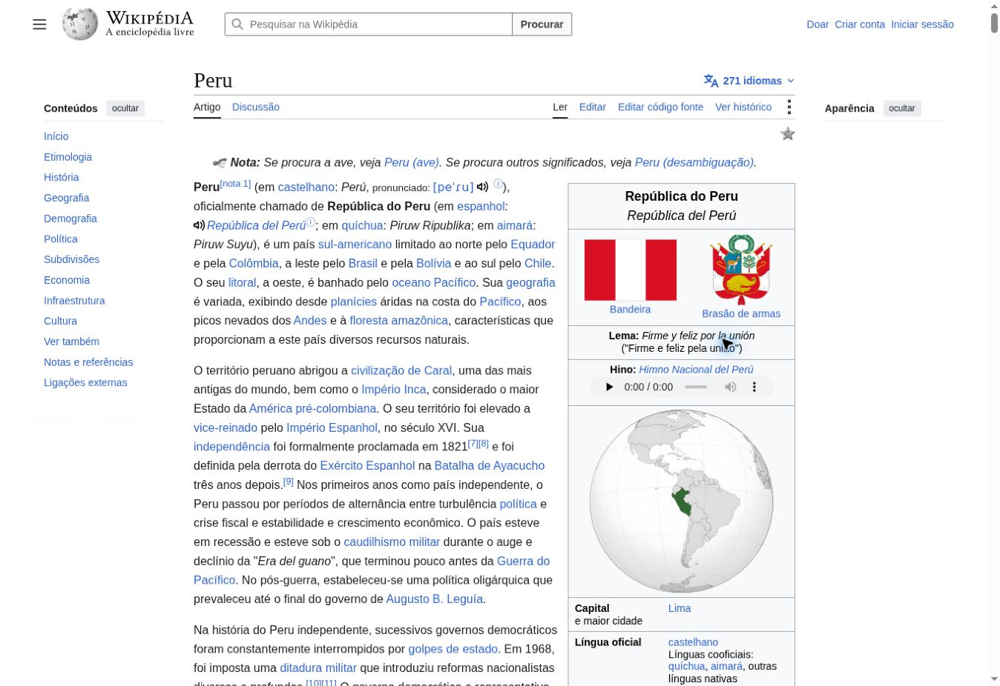 WIKIPÉDIA
A enciclopédia livre
Pesquisar na Wikipédia
Procurar
Doar Criar conta Iniciar sessão
Peru
271 idiomas
Artigo Discussão
Ler Editar Editar código fonte Ver histórico
Conteúdos ocultar
Início
Etimologia
História
Geografia
Demografia
Política
Subdivisões
Economia
Infraestrutura
Cultura
Ver também
Notas e referências
Ligações externas
Aparência ocultar
Nota: Se procura a ave, veja Peru (ave). Se procura outros significados, veja Peru (desambiguação).
Peru[nota 1] (em castelhano: Perú, pronunciado: [peˈɾu] ⓘ),
oficialmente chamado de República do Peru (em espanhol:
República del Perúⓘ; em quíchua: Piruw Ripublika; em aimará:
Piruw Suyu), é um país sul-americano limitado ao norte pelo Equador
e pela Colômbia, a leste pelo Brasil e pela Bolívia e ao sul pelo Chile.
O seu litoral, a oeste, é banhado pelo oceano Pacífico. Sua geografia
é variada, exibindo desde planícies áridas na costa do Pacífico, aos
picos nevados dos Andes e à floresta amazônica, características que
proporcionam a este país diversos recursos naturais.
O território peruano abrigou a civilização de Caral, uma das mais
antigas do mundo, bem como o Império Inca, considerado o maior
Estado da América pré-colombiana. O seu território foi elevado a
vice-reinado pelo Império Espanhol, no século XVI. Sua
independência foi formalmente proclamada em 1821[7][8] e foi
definida pela derrota do Exército Espanhol na Batalha de Ayacucho
três anos depois.[9] Nos primeiros anos como país independente, o
Peru passou por períodos de alternância entre turbulência política e
crise fiscal e estabilidade e crescimento econômico. O país esteve
em recessão e esteve sob o caudilhismo militar durante o auge e
declínio da "Era del guano", que terminou pouco antes da Guerra do
Pacífico. No pós-guerra, estabeleceu-se uma política oligárquica que
prevaleceu até o final do governo de Augusto B. Leguía.
Na história do Peru independente, sucessivos governos democráticos
foram constantemente interrompidos por golpes de estado. Em 1968,
foi imposta uma ditadura militar que introduziu reformas nacionalistas
diversas e profundas.[10][11] O governo democrático e representativo
República do Peru
República del Perú
Bandeira
Brasão de armas
Lema: Firme y feliz por la unión
("Firme e feliz pela união")
Hino: Himno Nacional del Perú
0:00 / 0:00
Capital Lima
e maior cidade
Língua oficial castelhano
Línguas cooficiais:
quíchua, aimará, outras
línguas nativas